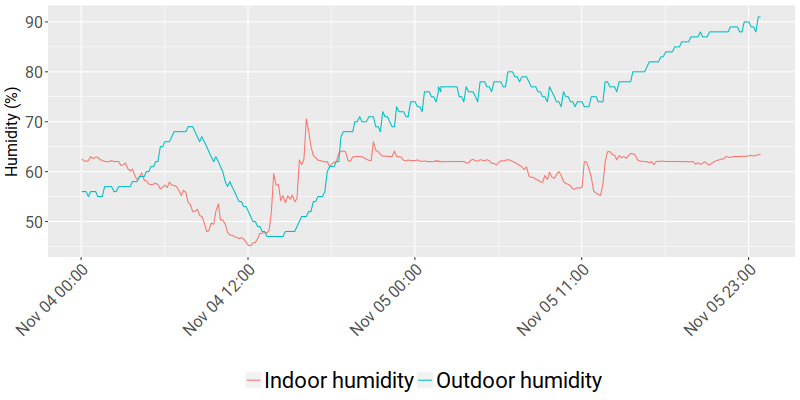 Humidity (%)
90
80
70
60
50
Nov 04 00:00
Nov 04 12:00
Nov 05 00:00
Nov 05 11:00
Nov 05 23:00
Indoor humidity Outdoor humidity